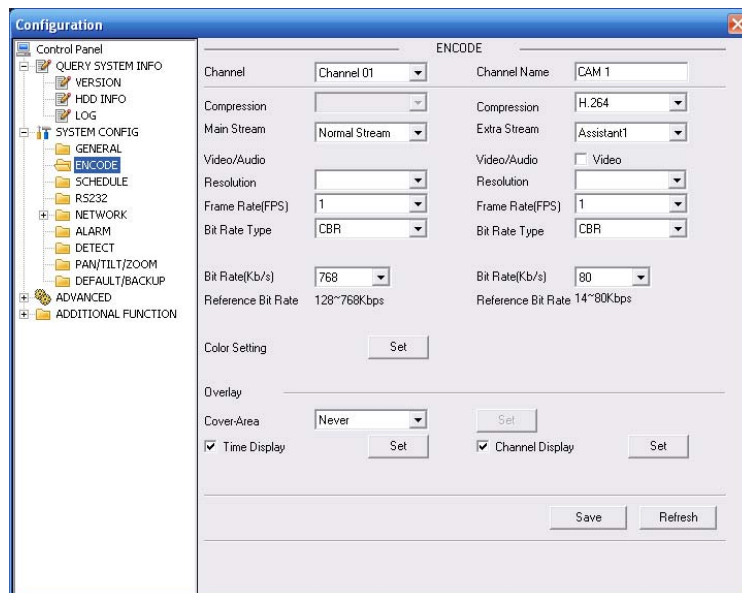 Configuration
Control Panel
QUERY SYSTEM INFO
VERSION
HDD INFO
LOG
SYSTEM CONFIG
GENERAL
ENCODE
SCHEDULE
RS232
NETWORK
ALARM
DETECT
PAN/TILT/ZOOM
DEFAULT/BACKUP
ADVANCED
ADDITIONAL FUNCTION
ENCODE
Channel Channel 01 Channel Name CAM 1
Compression Compression H.264
Main Stream Normal Stream Extra Stream Assistant1
Video/Audio Video/Audio Video
Resolution Resolution
Frame Rate(FPS) 1 Frame Rate(FPS) 1
Bit Rate Type CBR Bit Rate Type CBR
Bit Rate(Kb/s) 768 Bit Rate(Kb/s) 80
Reference Bit Rate 128~768Kbps Reference Bit Rate 14~80Kbps
Color Setting Set
Overlay
Cover-Area Never Set
Time Display Set Channel Display Set
Save Refresh